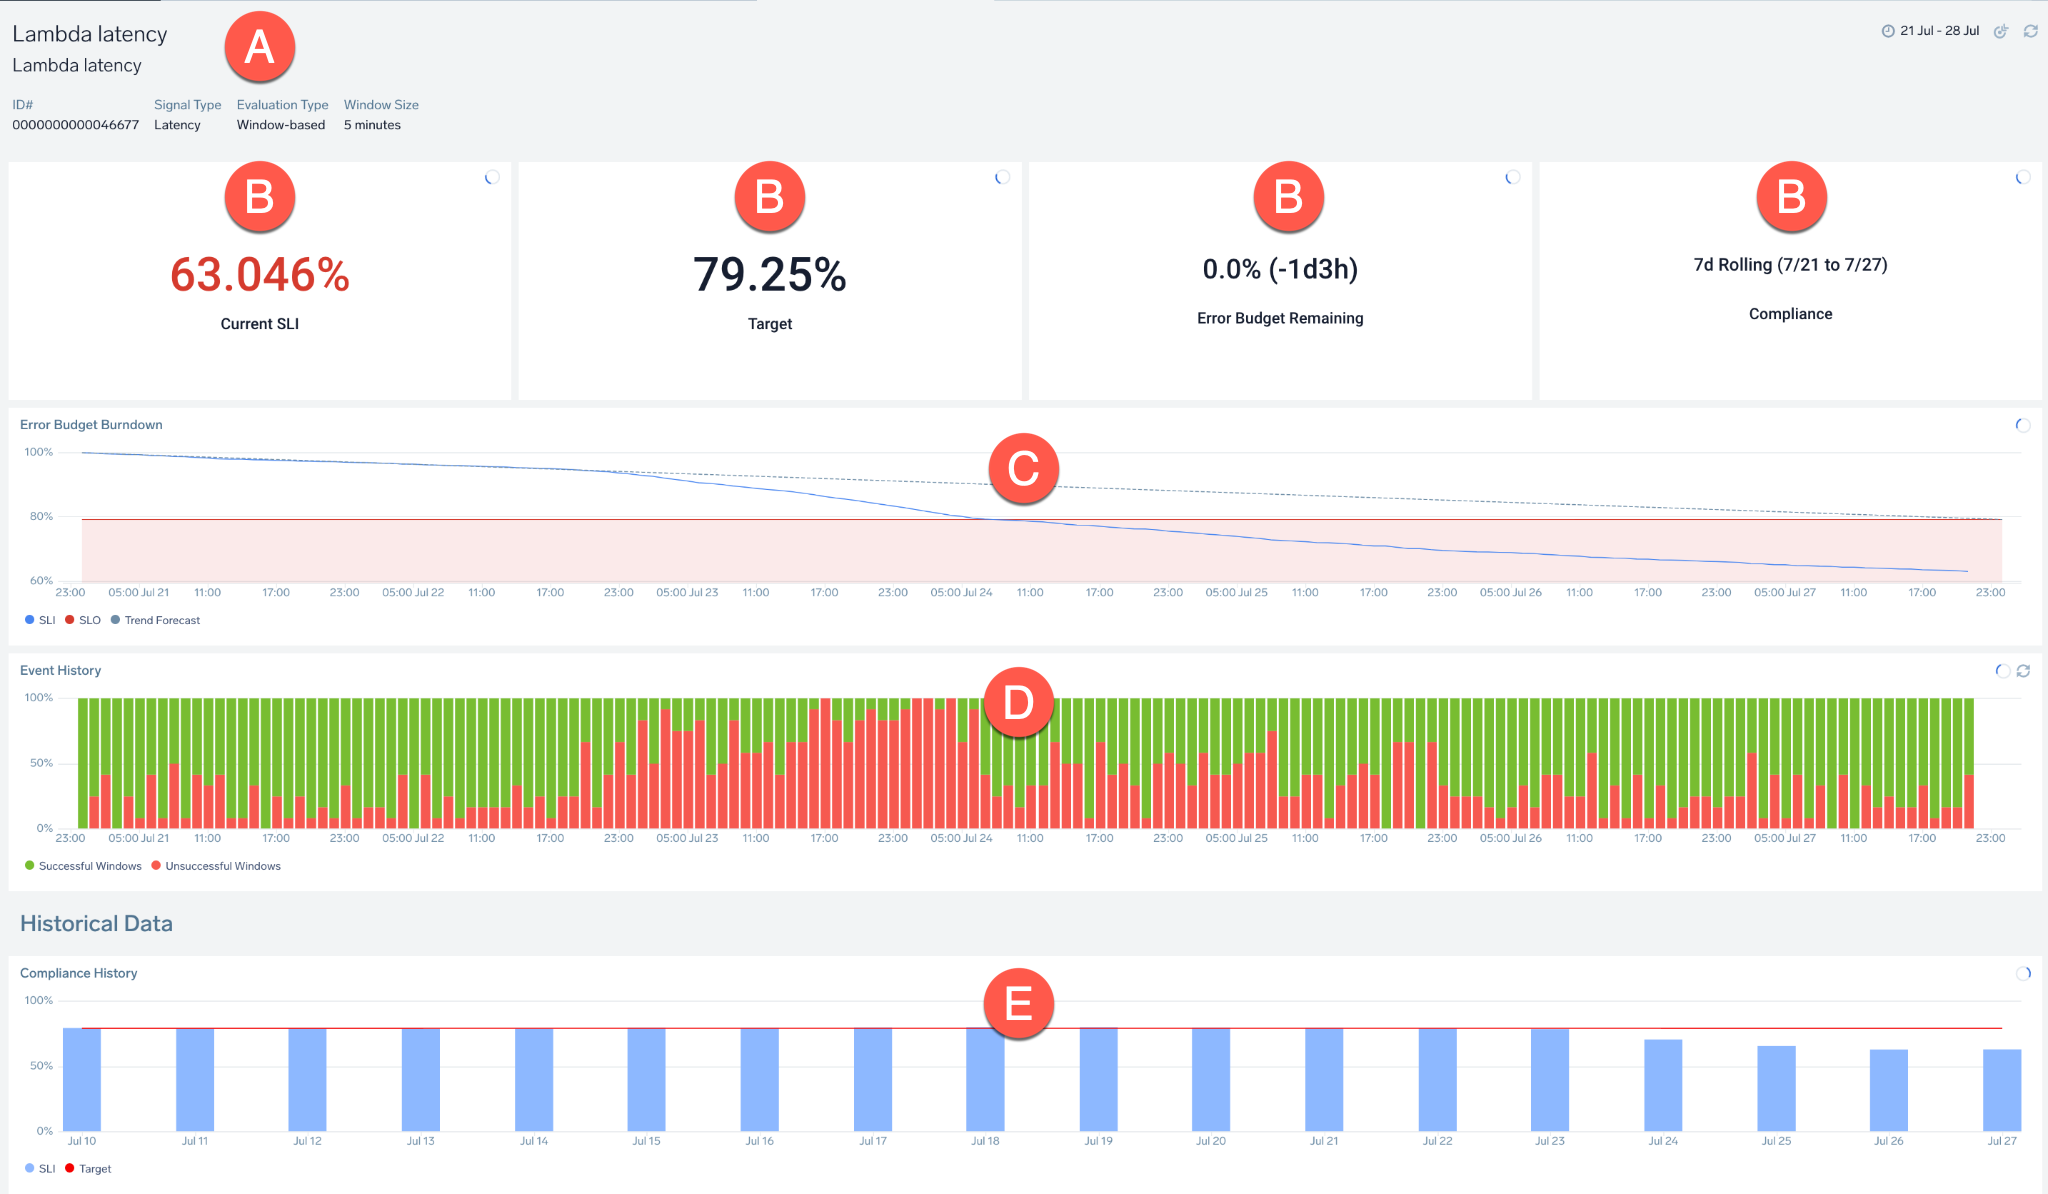 Lambda latency
A
21 Jul - 28 Jul
Lambda latency
ID# Signal Type Evaluation Type Window Size
0000000000046677 Latency Window-based 5 minutes
B B B B
63.046% 79.25% 0.0% (-1d3h) 7d Rolling (7/21 to 7/27)
Current SLI Target Error Budget Remaining Compliance
Error Budget Burndown
C
100%
80%
60%
23:00 05:00 Jul 21 11:00 17:00 23:00 05:00 Jul 22 11:00 17:00 23:00 05:00 Jul 23 11:00 17:00 23:00 05:00 Jul 24 11:00 17:00 23:00 05:00 Jul 25 11:00 17:00 23:00 05:00 Jul 26 11:00 17:00 23:00 05:00 Jul 27 11:00 17:00 23:00
SLI SLO Trend Forecast
Event History
D
100%
50%
0%
23:00 05:00 Jul 21 11:00 17:00 23:00 05:00 Jul 22 11:00 17:00 23:00 05:00 Jul 23 11:00 17:00 23:00 05:00 Jul 24 11:00 17:00 23:00 05:00 Jul 25 11:00 17:00 23:00 05:00 Jul 26 11:00 17:00 23:00 05:00 Jul 27 11:00 17:00 23:00
Successful Windows Unsuccessful Windows
Historical Data
Compliance History
E
100%
50%
0%
Jul 10 Jul 11 Jul 12 Jul 13 Jul 14 Jul 15 Jul 16 Jul 17 Jul 18 Jul 19 Jul 20 Jul 21 Jul 22 Jul 23 Jul 24 Jul 25 Jul 26 Jul 27
SLI Target